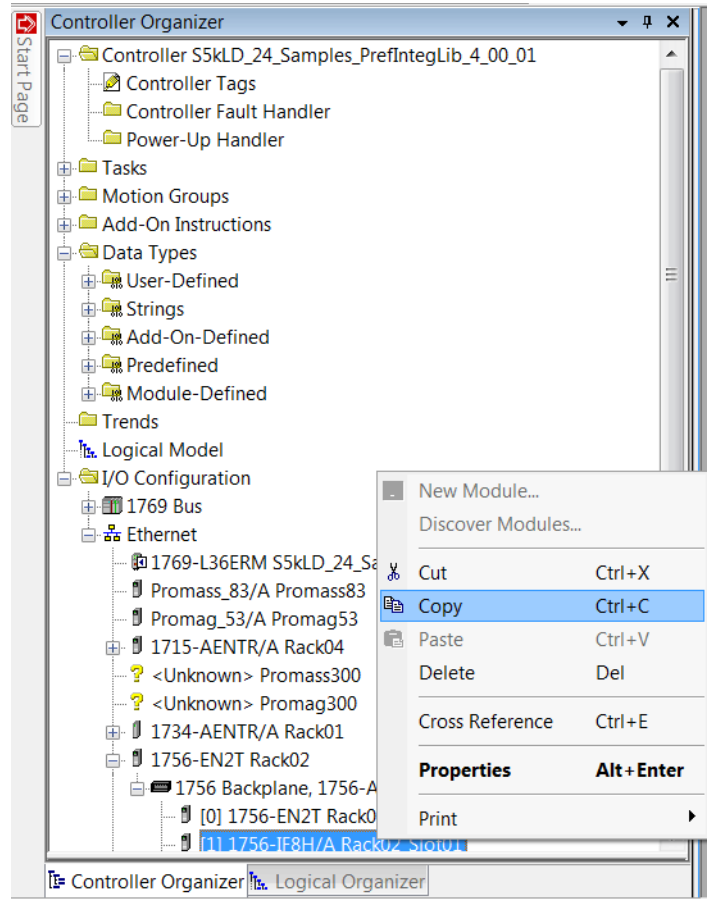 Controller Organizer
Start Page
Controller S5kLD_24_Samples_PrefIntegLib_4_00_01
Controller Tags
Controller Fault Handler
Power-Up Handler
Tasks
Motion Groups
Add-On Instructions
Data Types
User-Defined
Strings
Add-On-Defined
Predefined
Module-Defined
Trends
Logical Model
I/O Configuration
1769 Bus
Ethernet
1769-L36ERM S5kLD_24_Sa
Promass_83/A Promass83
Promag_53/A Promag53
1715-AENTR/A Rack04
<Unknown> Promass300
<Unknown> Promag300
1734-AENTR/A Rack01
1756-EN2T Rack02
1756 Backplane, 1756-A
[0] 1756-EN2T Rack0
[1] 1756-IF8H/A Rack02_Slot01
New Module...
Discover Modules...
Cut Ctrl+X
Copy Ctrl+C
Paste Ctrl+V
Delete Del
Cross Reference Ctrl+E
Properties Alt+Enter
Print
Controller Organizer Logical Organizer